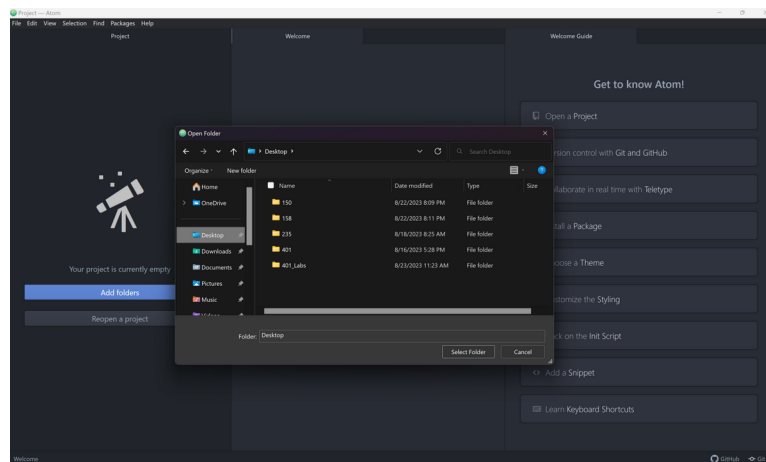 Project — Atom
File Edit View Selection Find Packages Help
Project
Welcome
Welcome Guide
Get to know Atom!
Open a Project
Version control with Git and GitHub
Collaborate in real time with Teletype
Install a Package
Choose a Theme
Customize the Styling
Hack on the Init Script
Add a Snippet
Learn Keyboard Shortcuts
Your project is currently empty
Add folders
Reopen a project
Open Folder
Desktop
Search Desktop
Organize
New folder
Home
OneDrive
Desktop
Downloads
Documents
Pictures
Music
Name Date modified Type Size
150 8/22/2023 8:09 PM File folder
158 8/22/2023 8:11 PM File folder
235 8/18/2023 8:25 AM File folder
401 8/16/2023 5:28 PM File folder
401_Labs 8/23/2023 11:23 AM File folder
Folder: Desktop
Select Folder
Cancel
Welcome
GitHub
Git